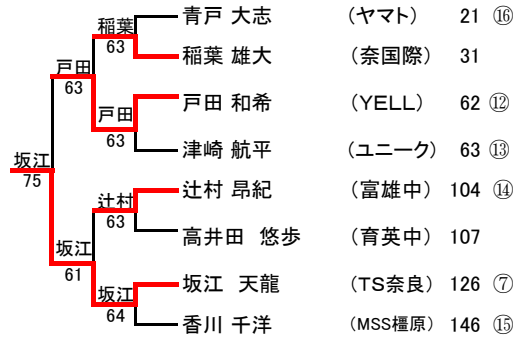 青戸 大志 (ヤマト) 21 ⑯
稲葉
63
稲葉 雄大 (奈国際) 31
戸田
63
戸田 和希 (YELL) 62 ⑫
戸田
63
津崎 航平 (ユニーク) 63 ⑬
坂江
75
辻村 昂紀 (富雄中) 104 ⑭
辻村
63
高井田 悠歩 (育英中) 107
坂江
61
坂江 天龍 (TS奈良) 126 ⑦
坂江
64
香川 千洋 (MSS橿原) 146 ⑮